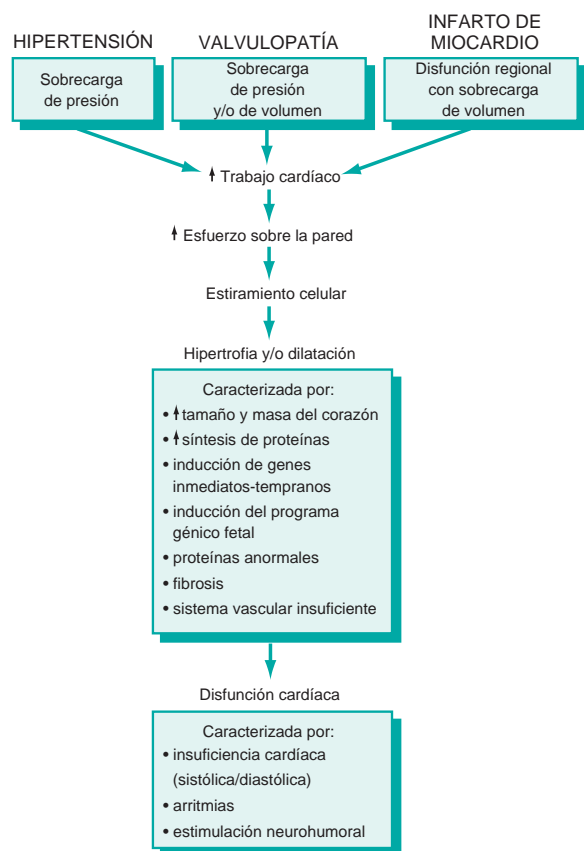 HIPERTENSIÓN
Sobrecarga
de presión
VALVULOPATÍA
Sobrecarga
de presión
y/o de volumen
INFARTO DE
MIOCARDIO
Disfunción regional
con sobrecarga
de volumen
Trabajo cardíaco
Esfuerzo sobre la pared
Estiramiento celular
Hipertrofia y/o dilatación
Caracterizada por:
• tamaño y masa del corazón
• síntesis de proteínas
• inducción de genes
inmediatos-tempranos
• inducción del programa
génico fetal
• proteínas anormales
• fibrosis
• sistema vascular insuficiente
Disfunción cardíaca
Caracterizada por:
• insuficiencia cardíaca
(sistólica/diastólica)
• arritmias
• estimulación neurohumoral